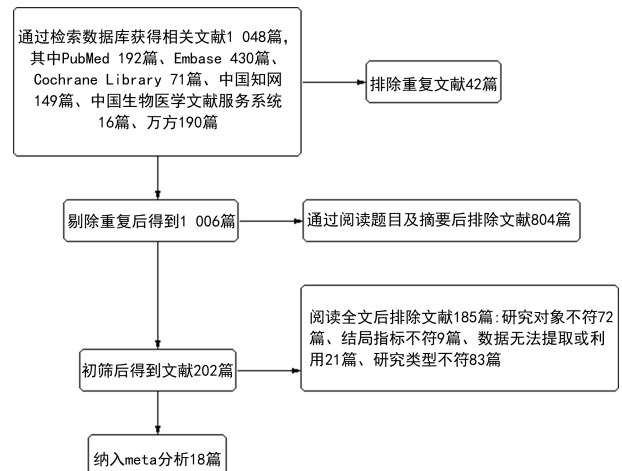 通过检索数据库获得相关文献1 048篇，
其中PubMed 192篇、Embase 430篇、
Cochrane Library 71篇、中国知网
149篇、中国生物医学文献服务系统
16篇、万方190篇
排除重复文献42篇
剔除重复后得到1 006篇
通过阅读题目及摘要后排除文献804篇
阅读全文后排除文献185篇：研究对象不符72
篇、结局指标不符9篇、数据无法提取或利
用21篇、研究类型不符83篇
初筛后得到文献202篇
纳入meta分析18篇